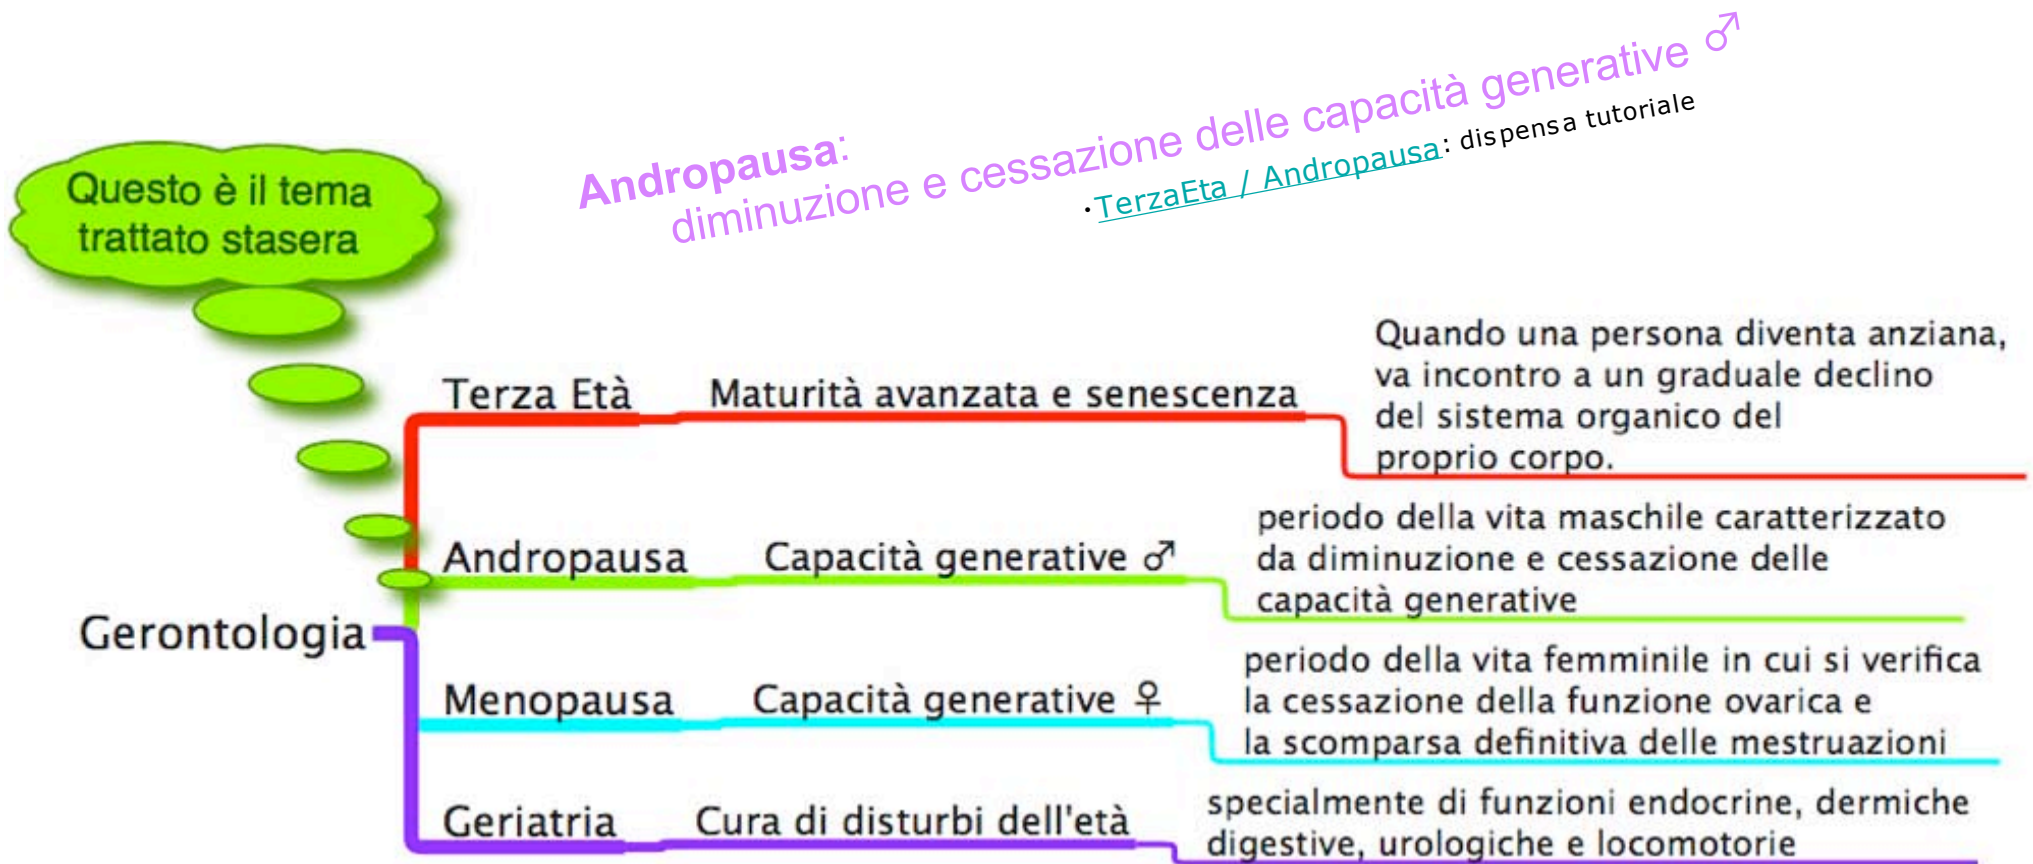 Andropausa:
diminuzione e cessazione delle capacità generative ♂
·TerzaEta / Andropausa: dispensa tutoriale
Questo è il tema
trattato stasera
Gerontologia
Terza Età
Maturità avanzata e senescenza
Quando una persona diventa anziana,
va incontro a un graduale declino
del sistema organico del
proprio corpo.
Andropausa
Capacità generative ♂
periodo della vita maschile caratterizzato
da diminuzione e cessazione delle
capacità generative
Menopausa
Capacità generative ♀
periodo della vita femminile in cui si verifica
la cessazione della funzione ovarica e
la scomparsa definitiva delle mestruazioni
Geriatria
Cura di disturbi dell'età
specialmente di funzioni endocrine, dermiche
digestive, urologiche e locomotorie